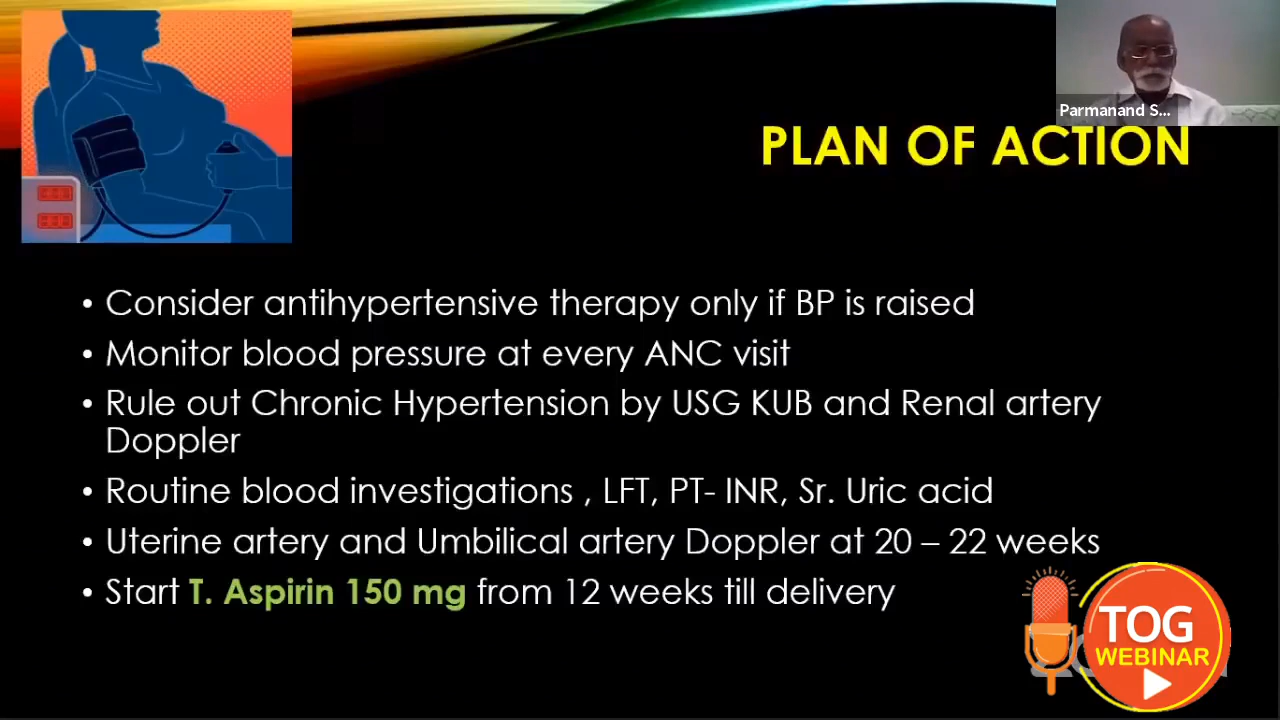 Parmanand S...
PLAN OF ACTION
• Consider antihypertensive therapy only if BP is raised
• Monitor blood pressure at every ANC visit
• Rule out Chronic Hypertension by USG KUB and Renal artery
Doppler
• Routine blood investigations , LFT, PT- INR, Sr. Uric acid
• Uterine artery and Umbilical artery Doppler at 20 – 22 weeks
• Start T. Aspirin 150 mg from 12 weeks till delivery
TOG
WEBINAR